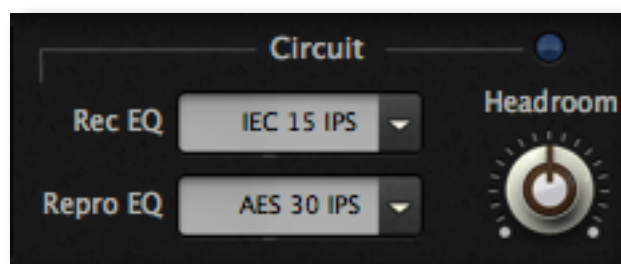 Circuit
Headroom
Rec EQ IEC 15 IPS
Repro EQ AES 30 IPS